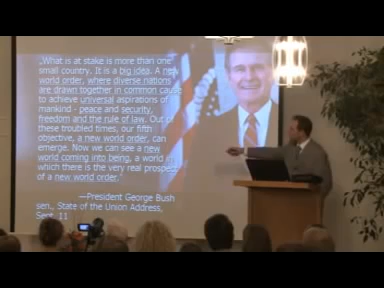 „What is at stake is more than one
small country. It is a big idea. A new
world order, where diverse nations
are drawn together in common cause
to achieve universal aspirations of
mankind - peace and security,
freedom and the rule of law. Out of
these troubled times, our fifth
objective, a new world order, can
emerge. Now we can see a new
world coming into being, a world in
which there is the very real prospect
of a new world order."
—President George Bush
sen., State of the Union Address,
Sept. 11